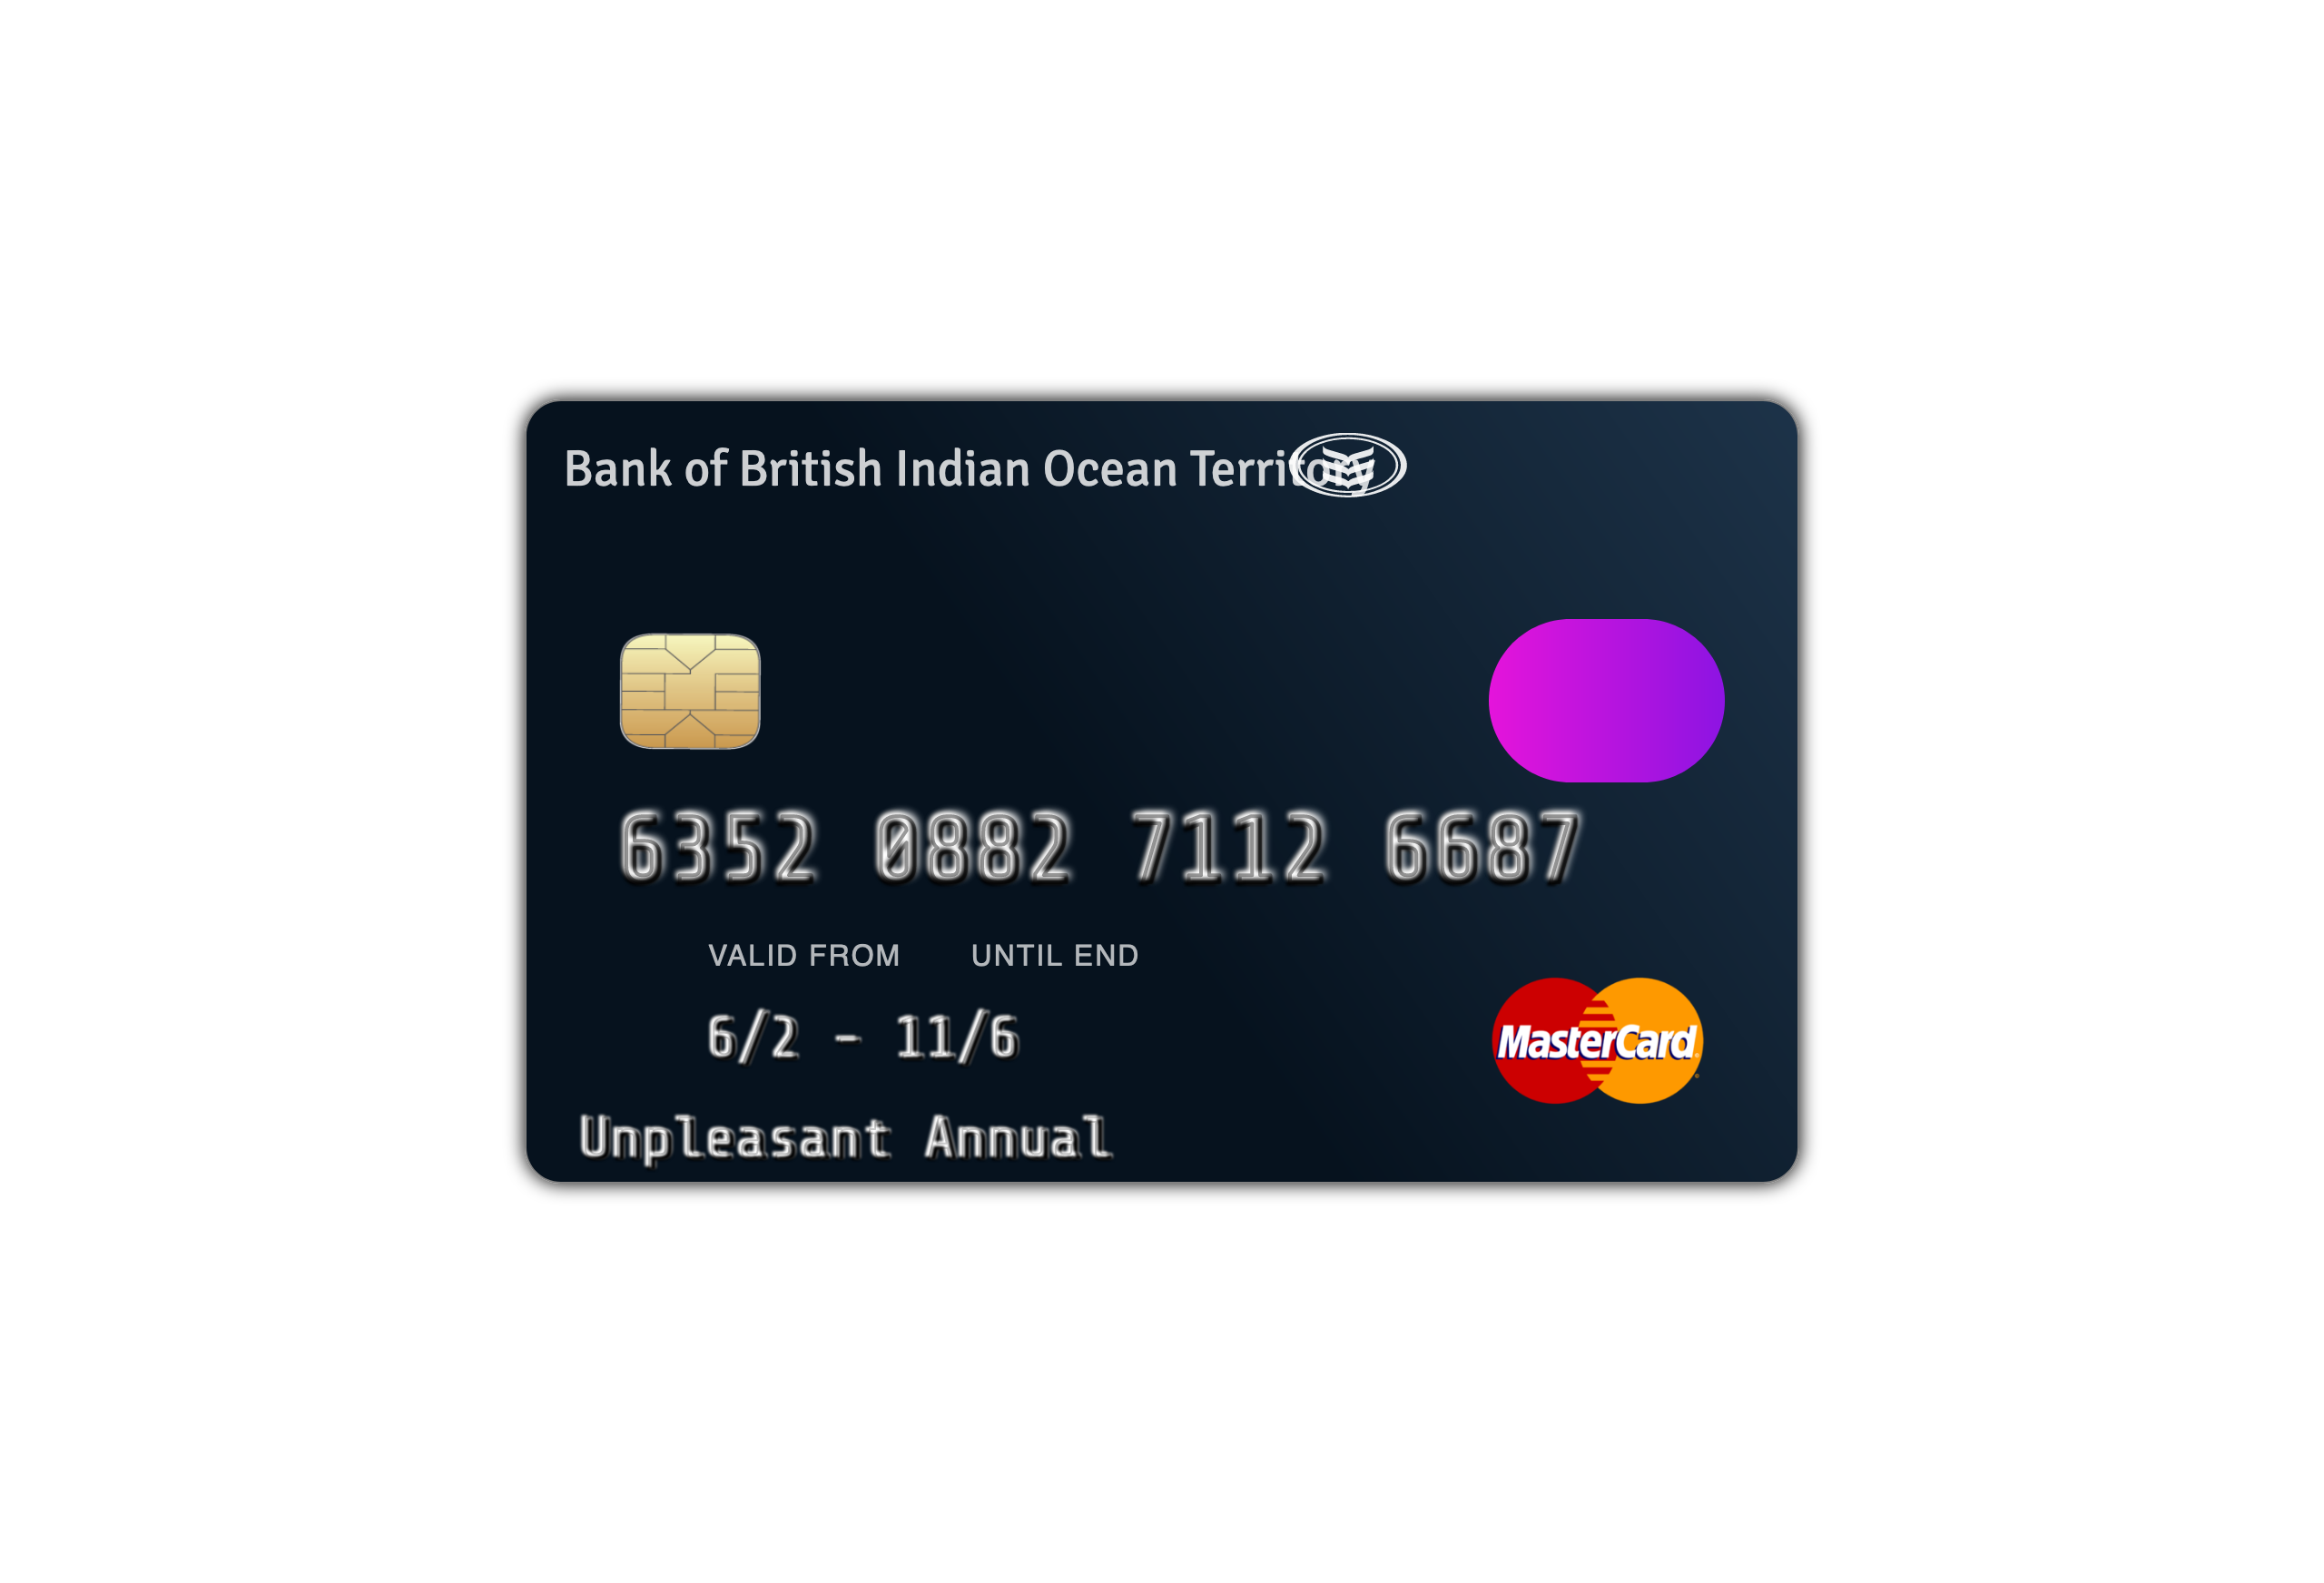 Bank of British Indian Ocean Territory
6352 0882 7112 6687
VALID FROM UNTIL END
6/2 - 11/6
MasterCard
Unpleasant Annual